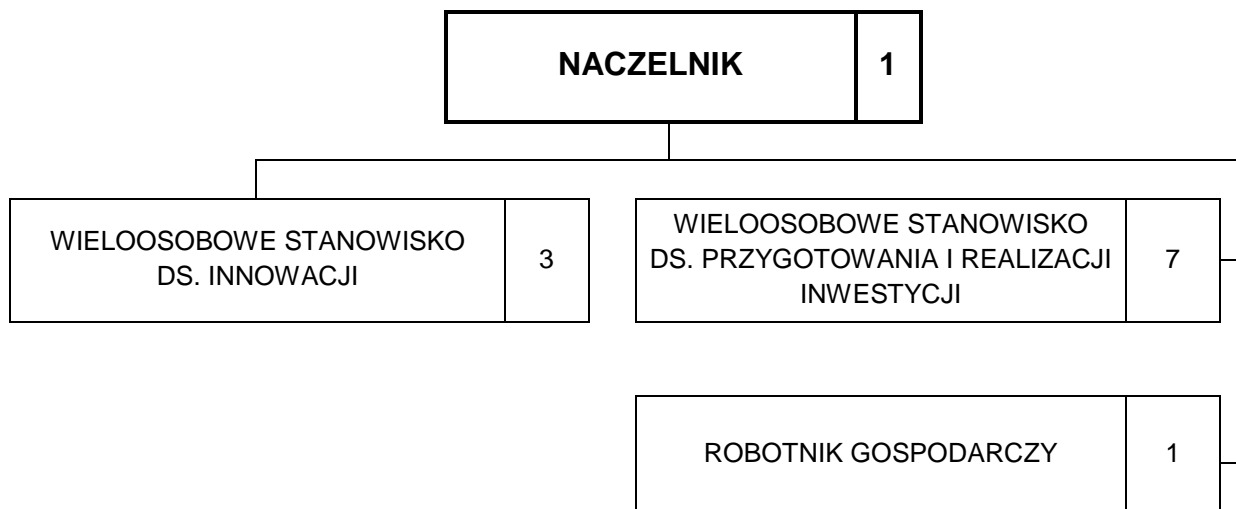 NACZELNIK 1
WIELOOSOBOWE STANOWISKO
DS. INNOWACJI
3
WIELOOSOBOWE STANOWISKO
DS. PRZYGOTOWANIA I REALIZACJI
INWESTYCJI
7
ROBOTNIK GOSPODARCZY 1